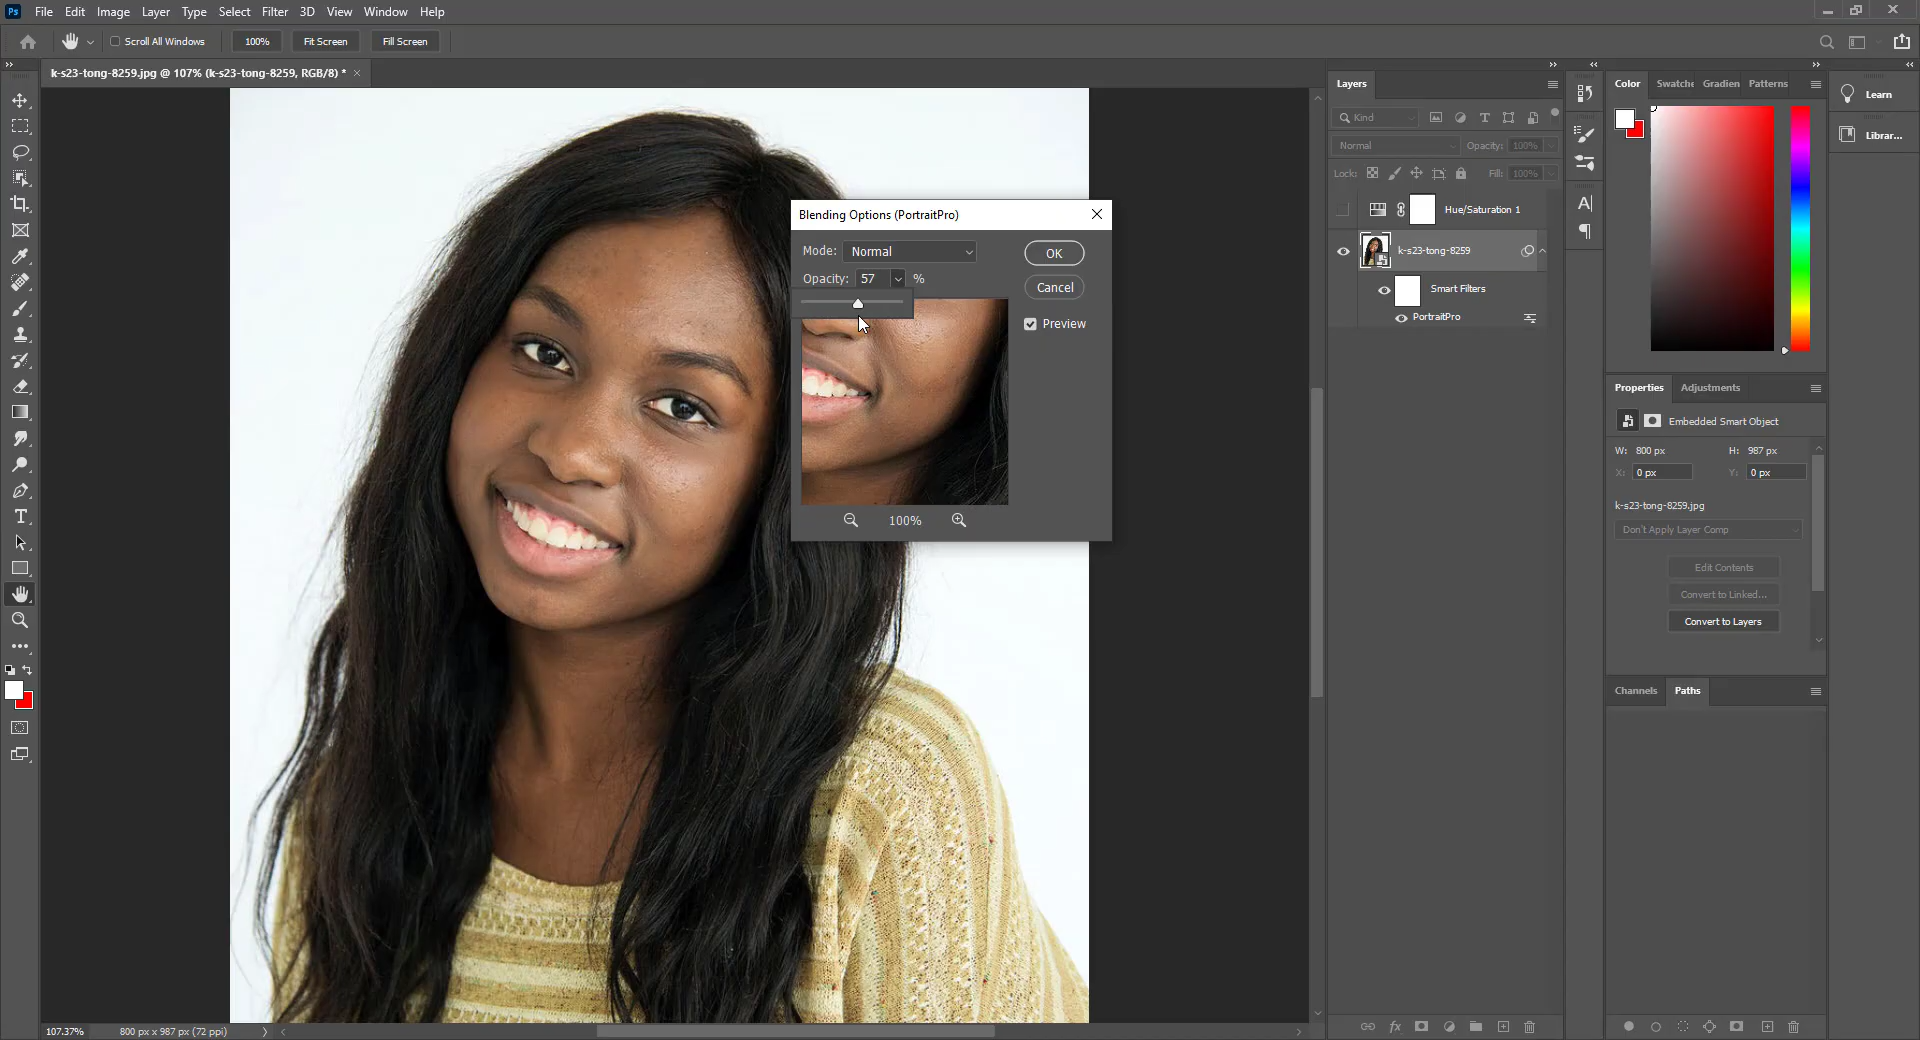 Ps File Edit Image Layer Type Select Filter 3D View Window Help
Scroll All Windows 100% Fit Screen Fill Screen
k-s23-tong-8259.jpg @ 107% (k-s23-tong-8259, RGB/8) *
Layers
Kind
Normal Opacity: 100%
Lock: Fill: 100%
Hue/Saturation 1
k-s23-tong-8259
Smart Filters
PortraitPro
Blending Options (PortraitPro)
Mode: Normal
OK
Opacity: 57 %
Cancel
Preview
100%
Color Swatche Gradien Patterns
Learn
Librar...
Properties Adjustments
Embedded Smart Object
W: 800 px H: 987 px
X: 0 px Y: 0 px
k-s23-tong-8259.jpg
Don't Apply Layer Comp
Edit Contents
Convert to Linked...
Convert to Layers
Channels Paths
107.37% 800 px x 987 px (72 ppi)